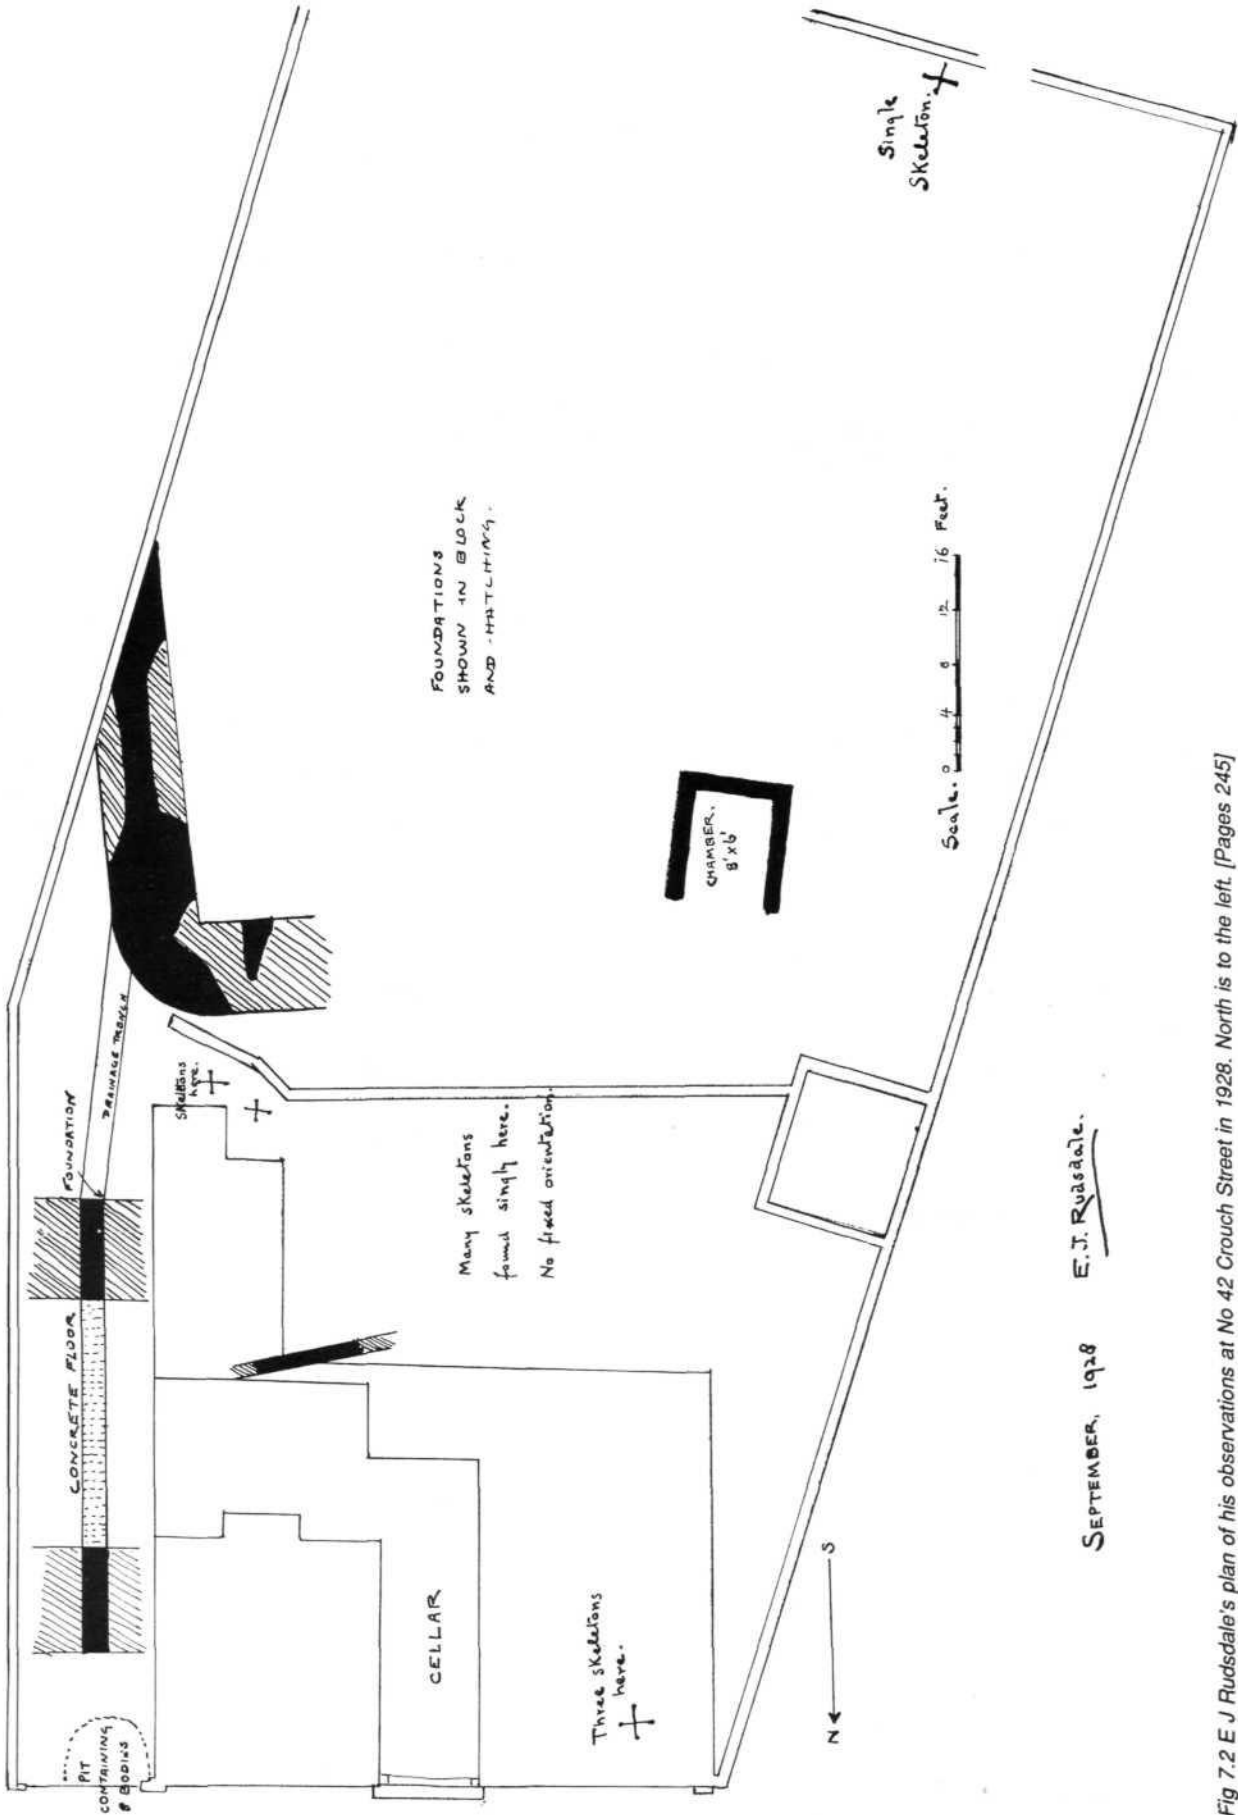 PIT
CONTAINING
8 BODIES
CONCRETE FLOOR
FOUNDATION
DRAINAGE TRENCH
Skeletons
here.
CELLAR
Three skeletons
here.
Many skeletons
found singly here.
No fixed orientation.
FOUNDATIONS
SHOWN IN BLOCK
AND HATCHING.
CHAMBER.
8'x6'
Single
Skeleton.
Scale. 0 4 8 12 16 Feet.
N S
SEPTEMBER, 1928 E.J. Rudsdale.
Fig 7.2 E J Rudsdale's plan of his observations at No 42 Crouch Street in 1928. North is to the left. [Pages 245]